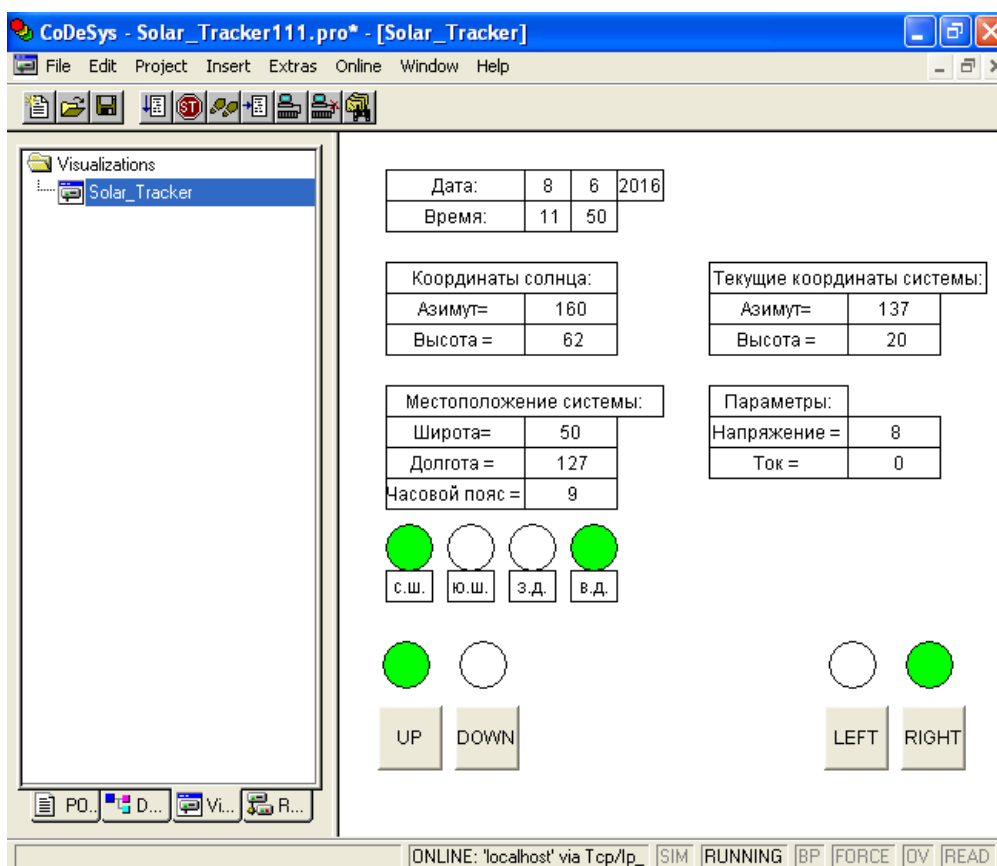 CoDeSys - Solar_Tracker111.pro* - [Solar_Tracker]
File Edit Project Insert Extras Online Window Help
ST
Visualizations
Solar_Tracker
Дата: 8 6 2016
Время: 11 50
Координаты солнца:
Азимут= 160
Высота = 62
Текущие координаты системы:
Азимут= 137
Высота = 20
Местоположение системы:
Широта= 50
Долгота = 127
Часовой пояс = 9
Параметры:
Напряжение = 8
Ток = 0
с.ш. ю.ш. з.д. в.д.
UP DOWN LEFT RIGHT
PO... D... Vi... R...
ONLINE: 'localhost' via Tcp/Ip_ SIM RUNNING BP FORCE OV READ